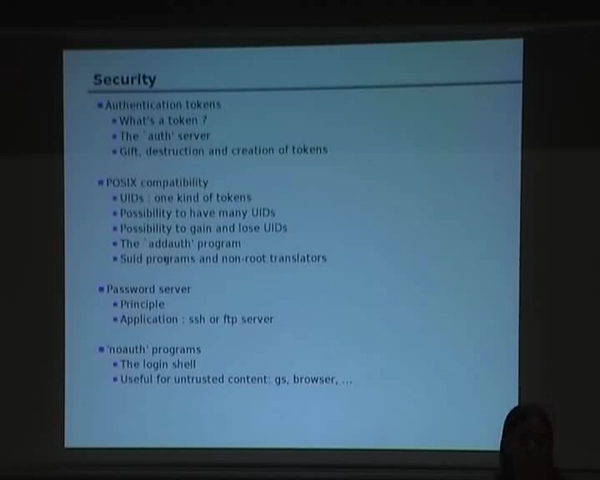 Security
Authentication tokens
What's a token ?
The `auth' server
Gift, destruction and creation of tokens
POSIX compatibility
UIDs : one kind of tokens
Possibility to have many UIDs
Possibility to gain and lose UIDs
The `addauth' program
Suid programs and non-root translators
Password server
Principle
Application : ssh or ftp server
'noauth' programs
The login shell
Useful for untrusted content: gs, browser, ...